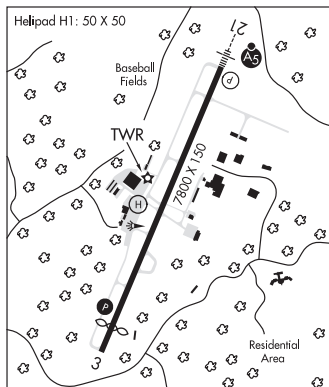 Helipad H1: 50 X 50
21
A5
P
Baseball
Fields
TWR
7800 X 150
H
P
3
Residential
Area